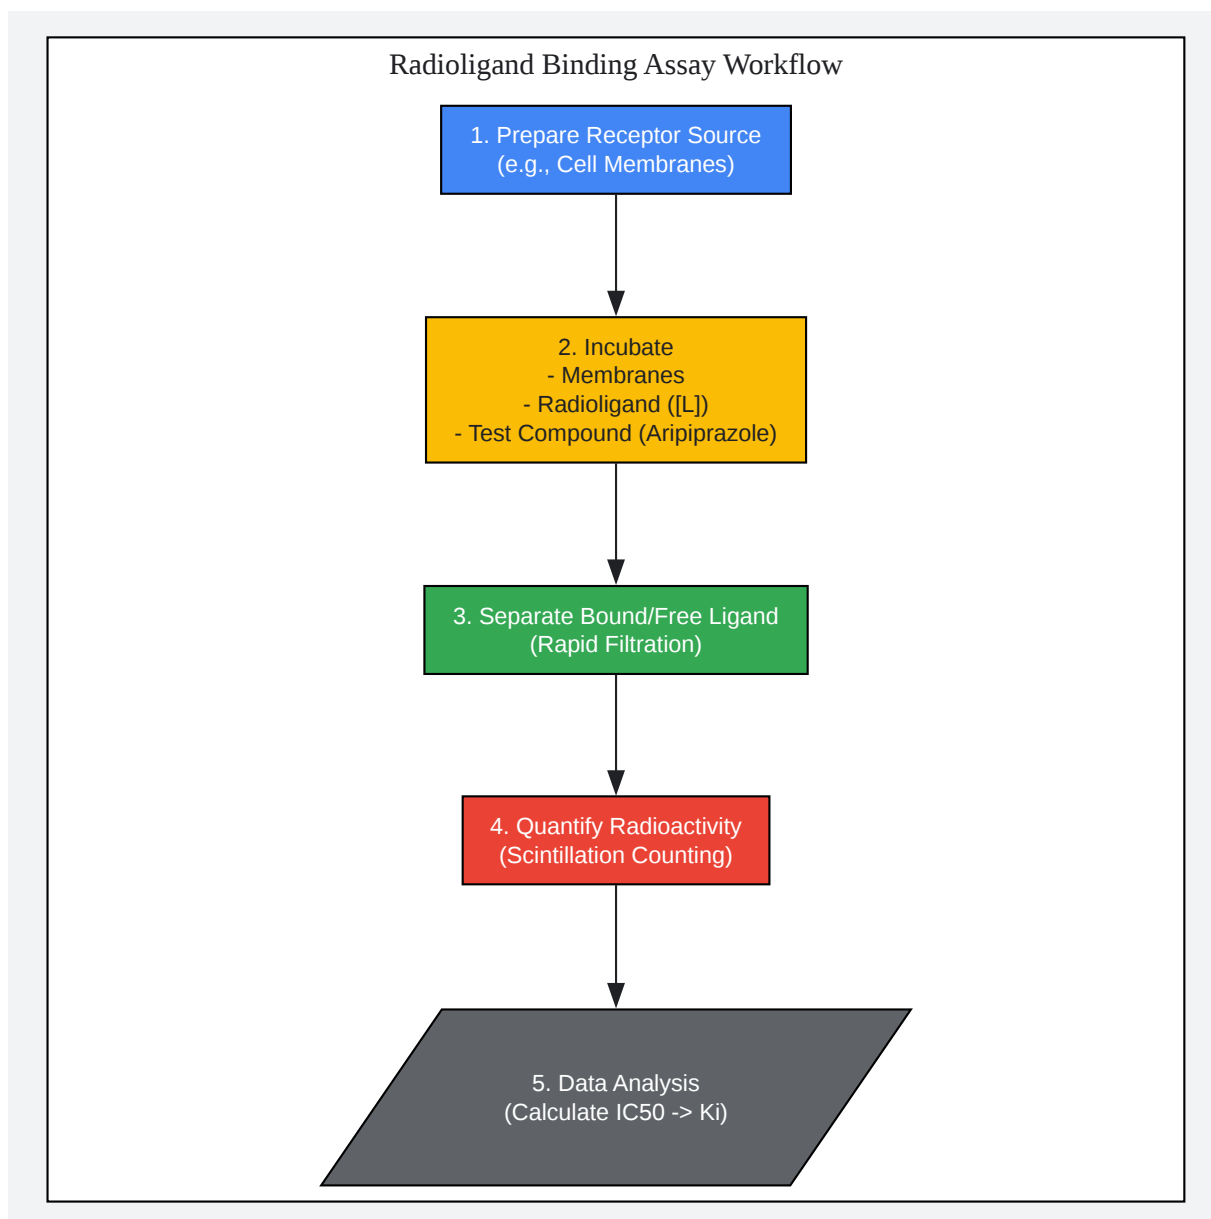 Radioligand Binding Assay Workflow
1. Prepare Receptor Source
(e.g., Cell Membranes)
2. Incubate
- Membranes
- Radioligand ([L])
- Test Compound (Aripiprazole)
3. Separate Bound/Free Ligand
(Rapid Filtration)
4. Quantify Radioactivity
(Scintillation Counting)
5. Data Analysis
(Calculate IC50 -> Ki)